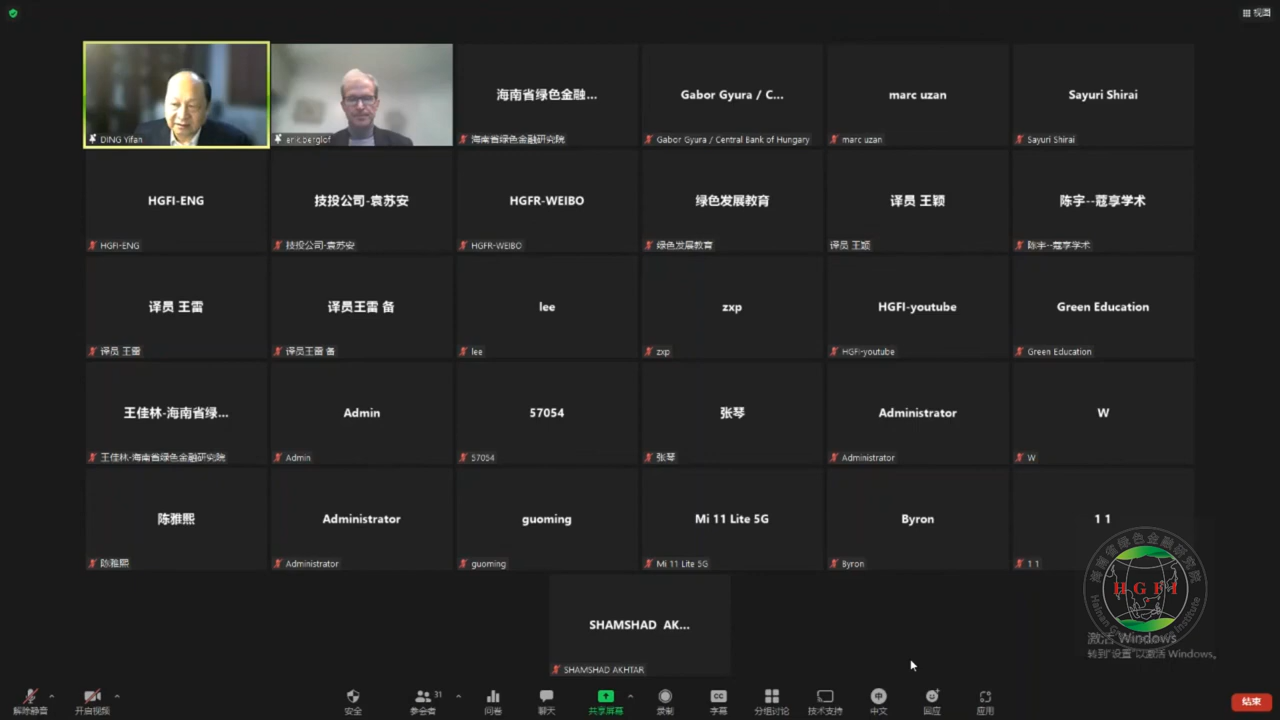 视图
DING Yifan
erik berglof
海南省绿色金融...
海南省绿色金融研究院
Gabor Gyura / C...
Gabor Gyura / Central Bank of Hungary
marc uzan
marc uzan
Sayuri Shirai
Sayuri Shirai
HGFI-ENG
HGFI-ENG
技投公司-袁苏安
技投公司-袁苏安
HGFR-WEIBO
HGFR-WEIBO
绿色发展教育
绿色发展教育
译员 王颖
译员 王颖
陈宇--蔻享学术
陈宇--蔻享学术
译员 王雷
译员 王雷
译员王雷 备
译员王雷 备
lee
lee
zxp
zxp
HGFI-youtube
HGFI-youtube
Green Education
Green Education
王佳林-海南省绿...
王佳林-海南省绿色金融研究院
Admin
Admin
57054
57054
张琴
张琴
Administrator
Administrator
W
W
陈雅熙
陈雅熙
Administrator
Administrator
guoming
guoming
Mi 11 Lite 5G
Mi 11 Lite 5G
Byron
Byron
1 1
1 1
海南省绿色金融研究院
HGFI
SHAMSHAD AK...
SHAMSHAD AKHTAR
激活 Windows
转到"设置"以激活 Windows。
解除静音
开启视频
安全
参会者
31
问卷
聊天
共享屏幕
录制
字幕
分组讨论
技术支持
中文
回应
应用
结束